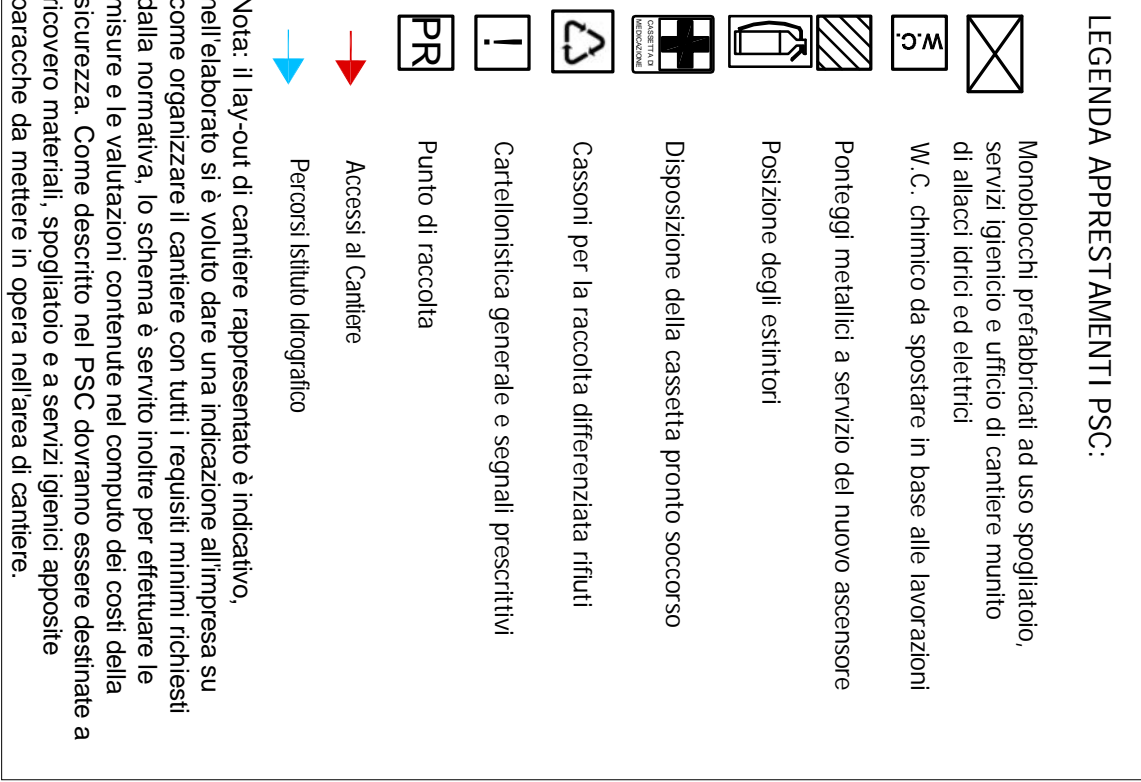 LEGENDA APPRESTAMENTI PSC:
Monoblocchi prefabbricati ad uso spogliatoio,
servizi igienicio e ufficio di cantiere munito
di allacci idrici ed elettrici
W.C.
W.C. chimico da spostare in base alle lavorazioni
Ponteggi metallici a servizio del nuovo ascensore
Posizione degli estintori
CASSETTA DI
MEDICAZIONE
Disposizione della cassetta pronto soccorso
Cassoni per la raccolta differenziata rifiuti
!
Cartellonistica generale e segnali prescrittivi
PR
Punto di raccolta
Accessi al Cantiere
Percorsi Istituto Idrografico
Nota: il lay-out di cantiere rappresentato è indicativo,
nell'elaborato si è voluto dare una indicazione all'impresa su
come organizzare il cantiere con tutti i requisiti minimi richiesti
dalla normativa, lo schema è servito inoltre per effettuare le
misure e le valutazioni contenute nel computo dei costi della
sicurezza. Come descritto nel PSC dovranno essere destinate a
ricovero materiali, spogliatoio e a servizi igienici apposite
baracche da mettere in opera nell'area di cantiere.